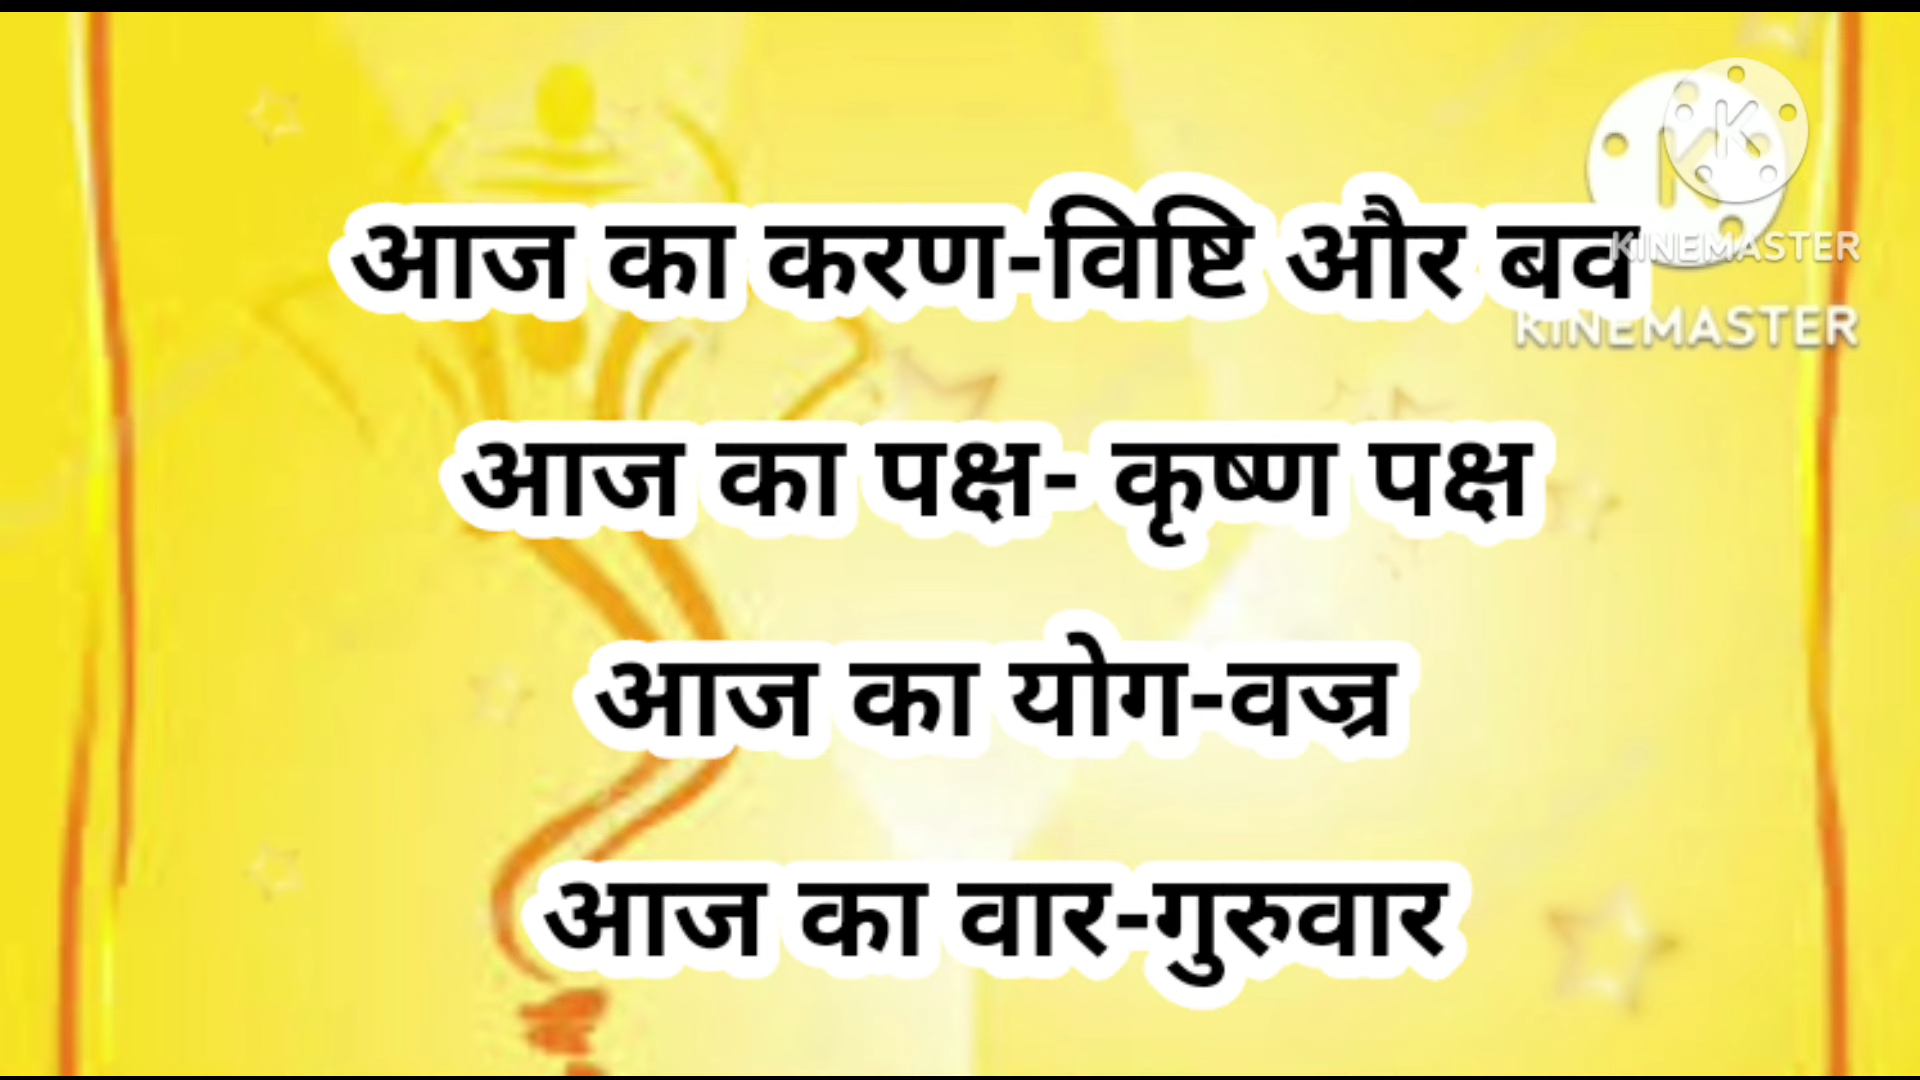 आज का करण-विष्टि और बव
KINEMASTER
KINEMASTER
आज का पक्ष- कृष्ण पक्ष
आज का योग-वज्र
आज का वार-गुरुवार